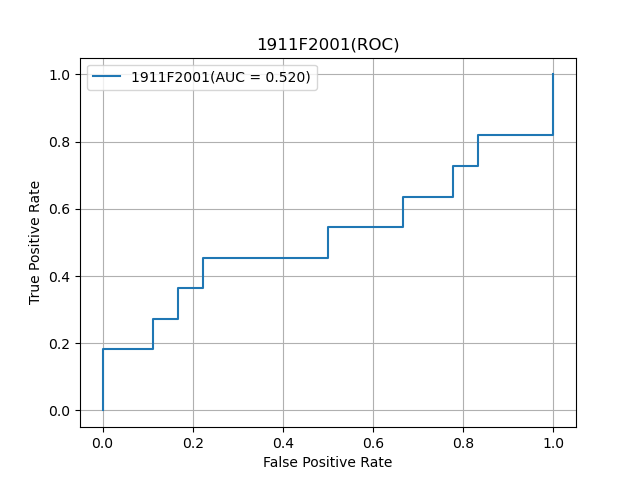 1911F2001(ROC)
1911F2001(AUC = 0.520)
True Positive Rate
1.0
0.8
0.6
0.4
0.2
0.0
0.0 0.2 0.4 0.6 0.8 1.0
False Positive Rate